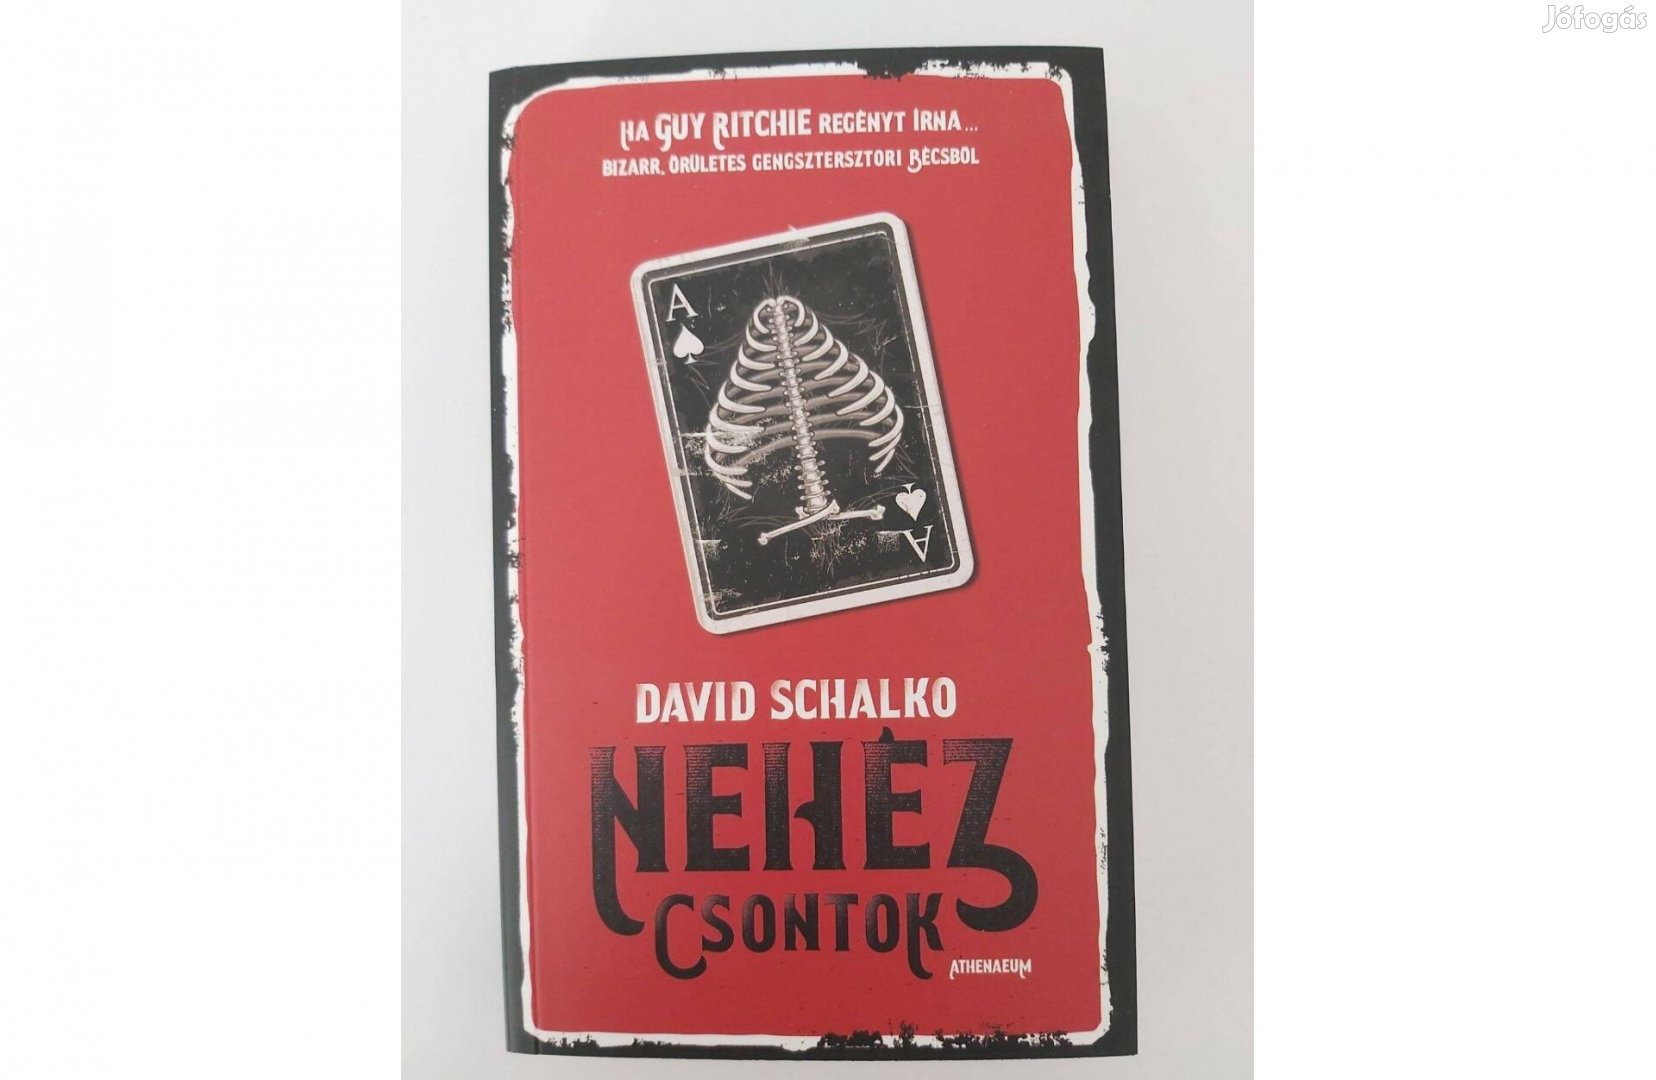 Jófogás
HA GUY RITCHIE REGÉNYT ÍRNA...
BIZARR, ŐRÜLETES GENGSZTERSZTORI BÉCSBŐL
A
A
DAVID SCHALKO
NEHÉZ
CSONTOK
ATHENAEUM